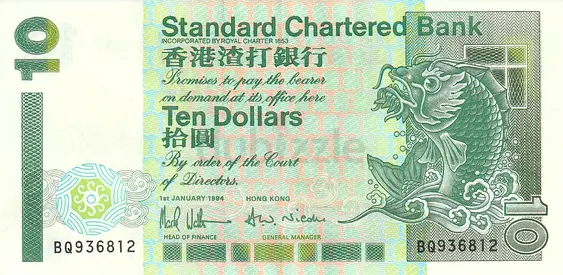 10
Standard Chartered Bank
INCORPORATED BY ROYAL CHARTER 1853
香港渣打銀行
Promises to pay the bearer
on demand at its office here
Ten Dollars
拾圓
dubizzle
By order of the Court
of Directors.
1st JANUARY 1994 HONG KONG
HEAD OF FINANCE GENERAL MANAGER
BQ936812 BQ936812
10